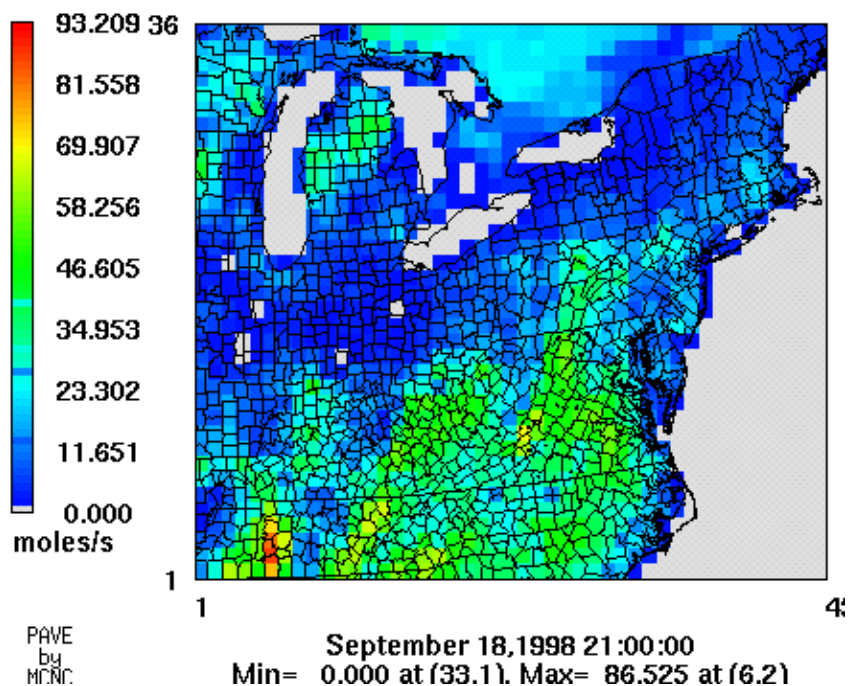 93.209
36
81.558
69.907
58.256
46.605
34.953
23.302
11.651
0.000
moles/s
1
1
45
PAVE
by
MCNC
September 18,1998 21:00:00
Min= 0.000 at (33,1), Max= 86.525 at (6,2)